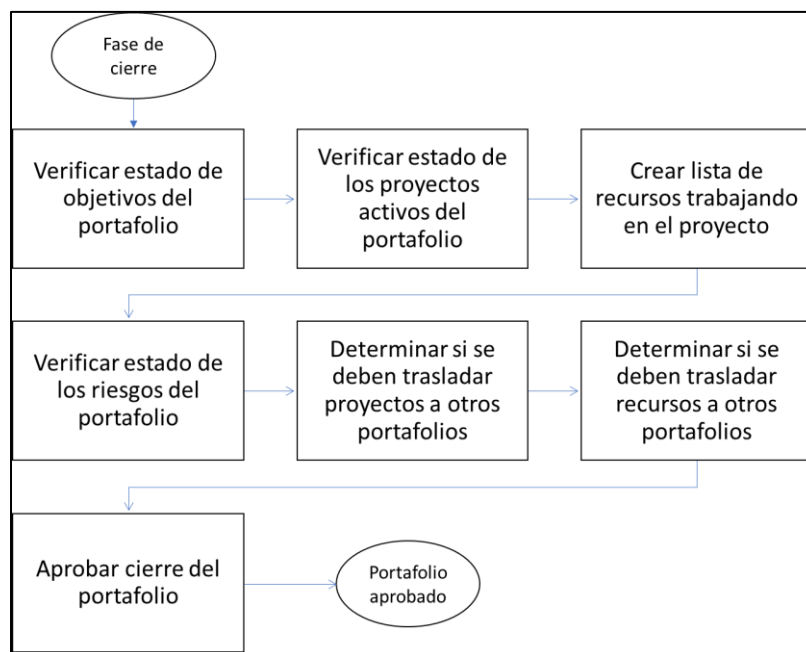 Fase de
cierre
Verificar estado de
objetivos del
portafolio
Verificar estado de
los proyectos
activos del
portafolio
Crear lista de
recursos trabajando
en el proyecto
Verificar estado de
los riesgos del
portafolio
Determinar si se
deben trasladar
proyectos a otros
portafolios
Determinar si se
deben trasladar
recursos a otros
portafolios
Aprobar cierre del
portafolio
Portafolio
aprobado